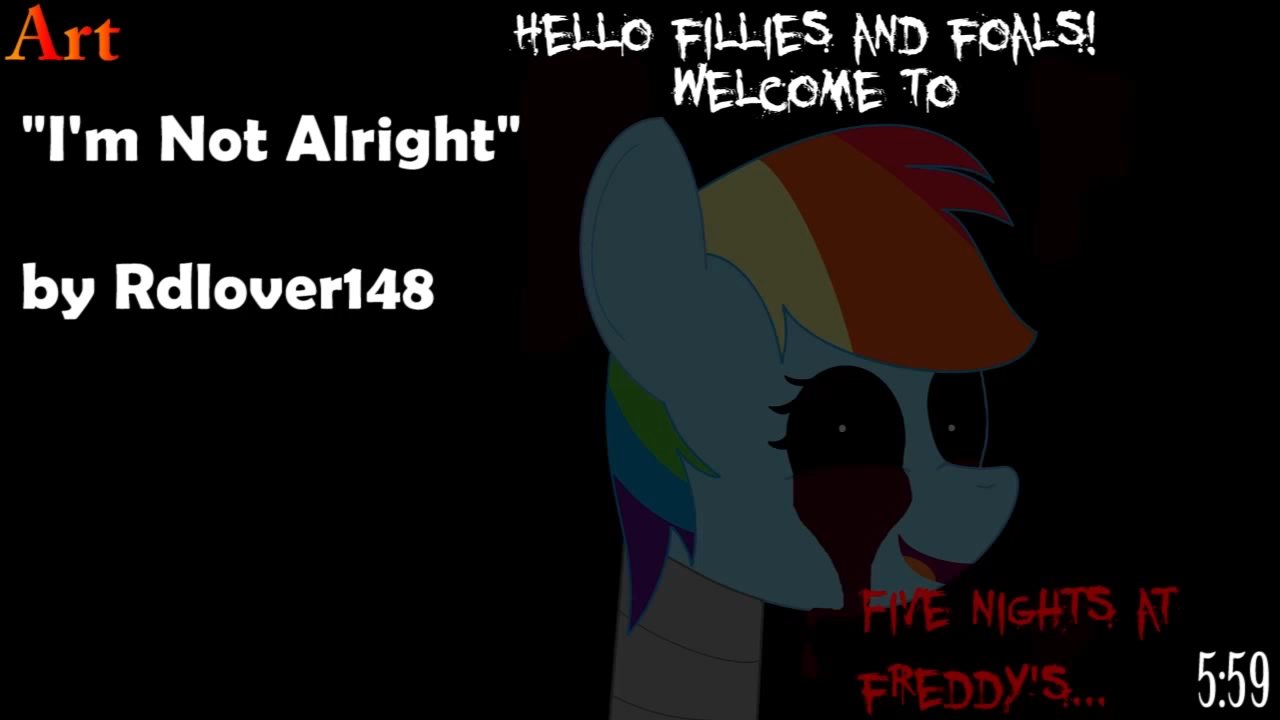 Art
"I'm Not Alright"
by Rdlover148
HELLO FILLIES AND FOALS!
WELCOME TO
FIVE NIGHTS AT
FREDDY'S...
5:59